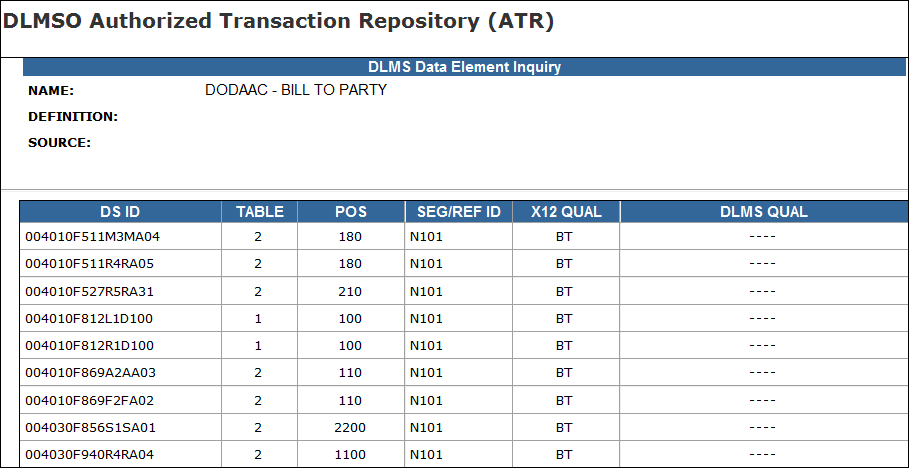 DLMSO Authorized Transaction Repository (ATR)
DLMS Data Element Inquiry
NAME: DODAAC - BILL TO PARTY
DEFINITION:
SOURCE:
DS ID TABLE POS SEG/REF ID X12 QUAL DLMS QUAL
004010F511M3MA04 2 180 N101 BT ----
004010F511R4RA05 2 180 N101 BT ----
004010F527R5RA31 2 210 N101 BT ----
004010F812L1D100 1 100 N101 BT ----
004010F812R1D100 1 100 N101 BT ----
004010F869A2AA03 2 110 N101 BT ----
004010F869F2FA02 2 110 N101 BT ----
004030F856S1SA01 2 2200 N101 BT ----
004030F940R4RA04 2 1100 N101 BT ----